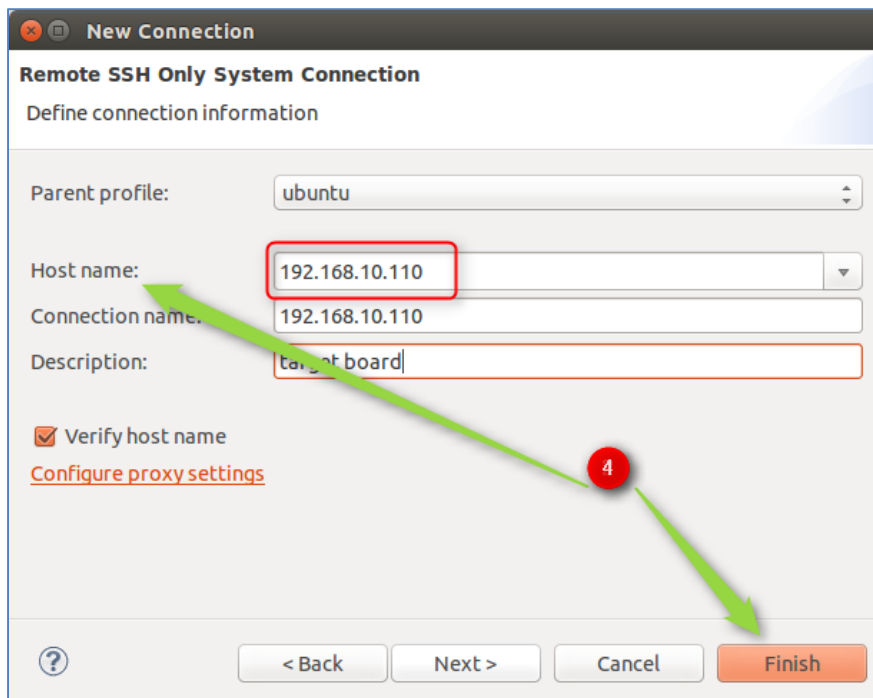 New Connection
Remote SSH Only System Connection
Define connection information
Parent profile: ubuntu
Host name: 192.168.10.110
Connection name: 192.168.10.110
Description: target board
Verify host name
Configure proxy settings
4
? < Back Next > Cancel Finish